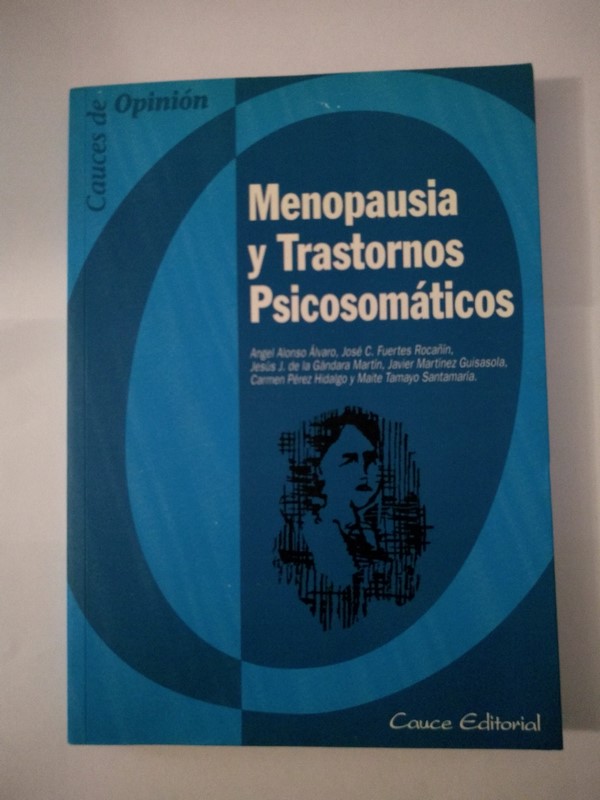 Cauces de Opinión
Menopausia
y Trastornos
Psicosomáticos
Angel Alonso Álvaro, José C. Fuertes Rocañín,
Jesús J. de la Gándara Martín, Javier Martínez Guisasola,
Carmen Pérez Hidalgo y Maite Tamayo Santamaría.
Cauce Editorial